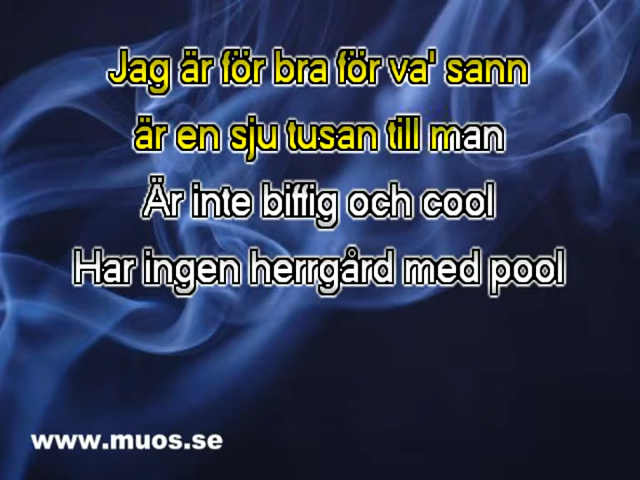 Jag är för bra för va' sann
är en sju tusan till man
Är inte biffig och cool
Har ingen herrgård med pool
www.muos.se